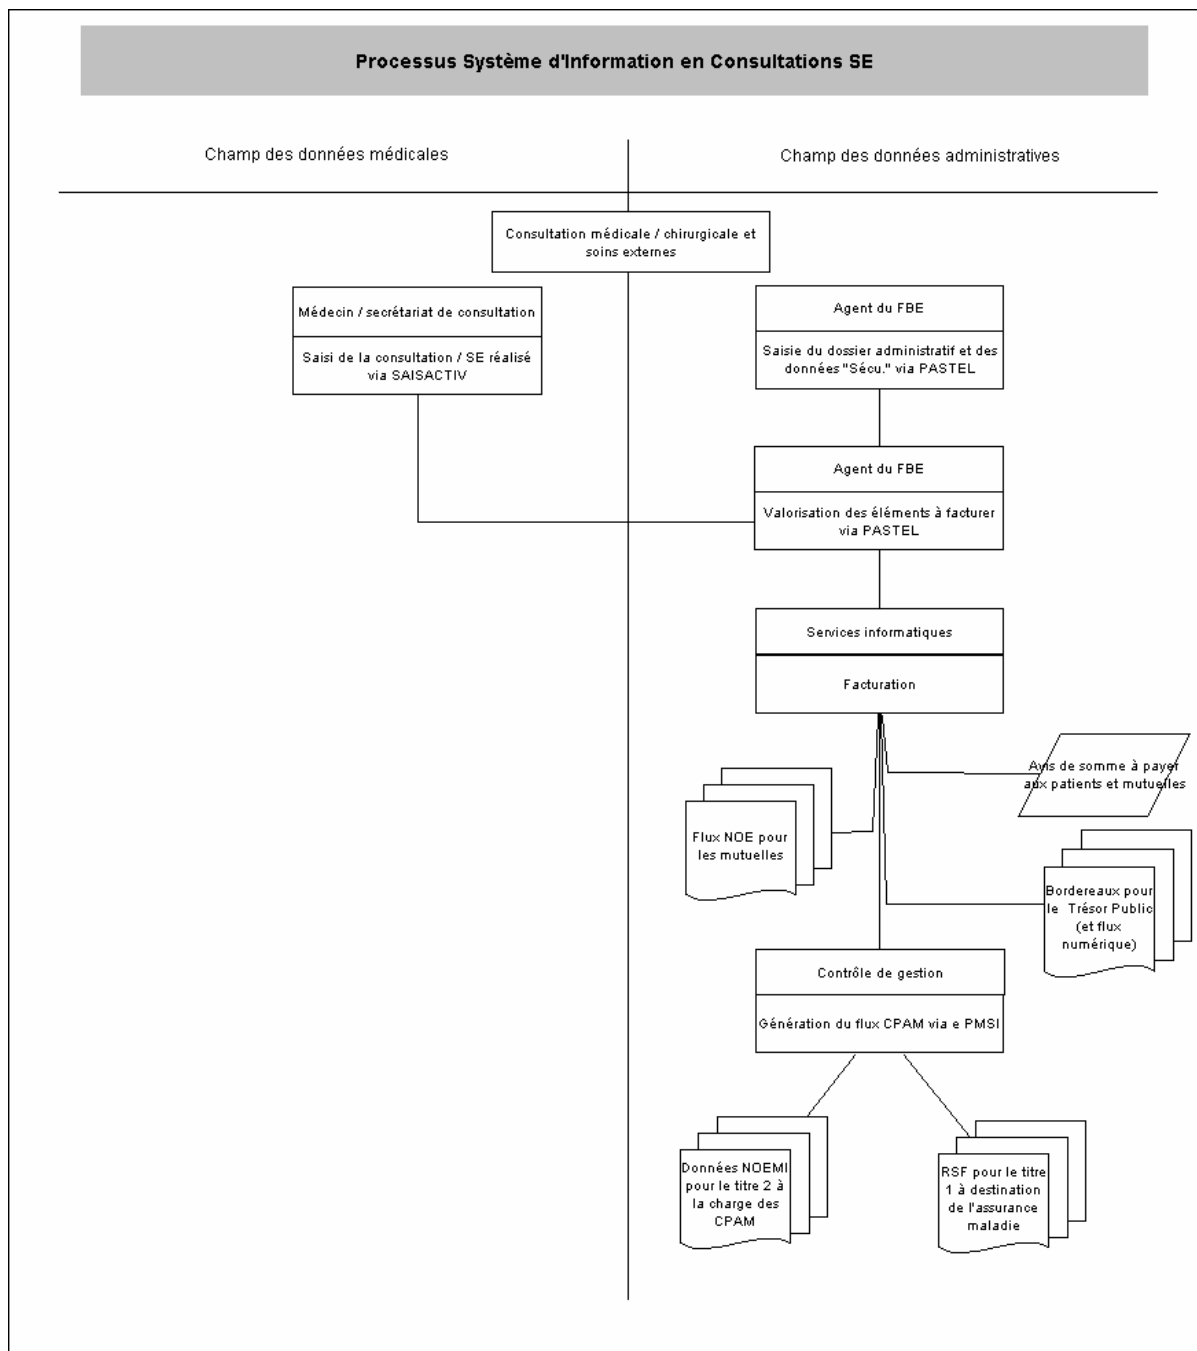 Processus Système d'Information en Consultations SE
Champ des données médicales
Champ des données administratives
Consultation médicale / chirurgicale et
soins externes
Médecin / secrétariat de consultation
Saisi de la consultation / SE réalisé
via SAISACTIV
Agent du FBE
Saisie du dossier administratif et des
données "Sécu." via PASTEL
Agent du FBE
Valorisation des éléments à facturer
via PASTEL
Services informatiques
Facturation
Avis de somme à payer
aux patients et mutuelles
Flux NOE pour
les mutuelles
Bordereaux pour
le Trésor Public
(et flux
numérique)
Contrôle de gestion
Génération du flux CPAM via e PMSI
Données NOEMI
pour le titre 2 à
la charge des
CPAM
RSF pour le titre
1 à destination
de l'assurance
maladie